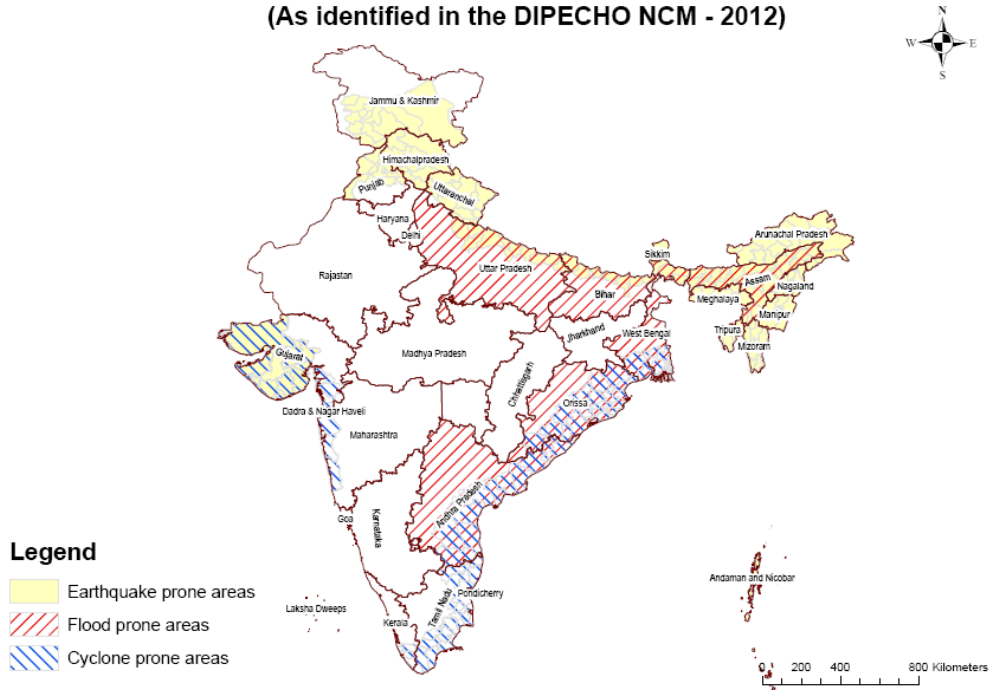 (As identified in the DIPECHO NCM - 2012)
N
W
E
S
Jammu & Kashmir
Himachalpradesh
Punjab
Uttaranchal
Haryana
Delhi
Rajastan
Uttar Pradesh
Sikkim
Arunachal Pradesh
Assam
Nagaland
Meghalaya
Manipur
Tripura
Mizoram
Bihar
Jharkhand
West Bengal
Gujarat
Madhya Pradesh
Chhattisgarh
Orissa
Dadra & Nagar Haveli
Maharashtra
Andhra Pradesh
Goa
Karnataka
Legend
Earthquake prone areas
Flood prone areas
Cyclone prone areas
Laksha Dweeps
Kerala
Tamil Nadu
Pondicherry
Andaman and Nicobar
0 200 400 800 Kilometers